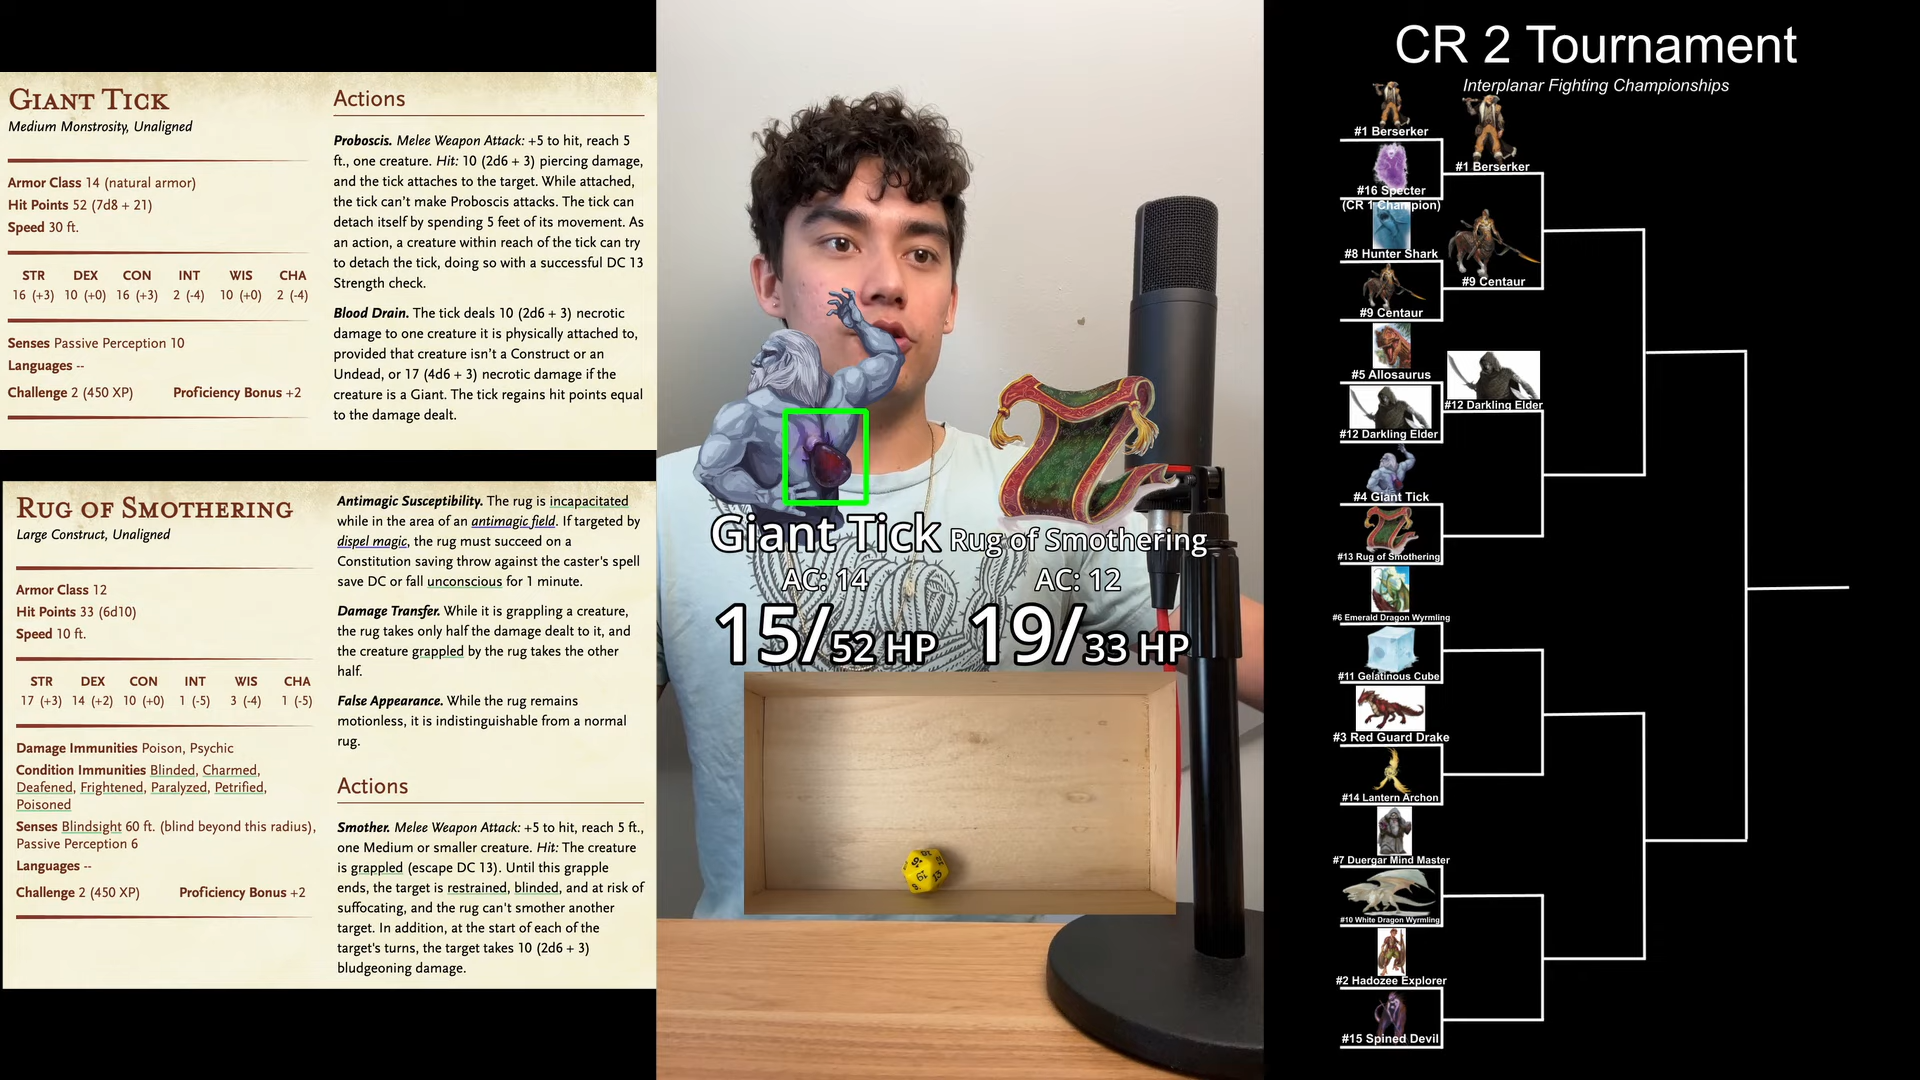 GIANT TICK
Medium Monstrosity, Unaligned
Armor Class 14 (natural armor)
Hit Points 52 (7d8 + 21)
Speed 30 ft.
STR DEX CON INT WIS CHA
16 (+3) 10 (+0) 16 (+3) 2 (-4) 10 (+0) 2 (-4)
Senses Passive Perception 10
Languages --
Challenge 2 (450 XP) Proficiency Bonus +2
Actions
Proboscis. Melee Weapon Attack: +5 to hit, reach 5
ft., one creature. Hit: 10 (2d6 + 3) piercing damage,
and the tick attaches to the target. While attached,
the tick can't make Proboscis attacks. The tick can
detach itself by spending 5 feet of its movement. As
an action, a creature within reach of the tick can try
to detach the tick, doing so with a successful DC 13
Strength check.
Blood Drain. The tick deals 10 (2d6 + 3) necrotic
damage to one creature it is physically attached to,
provided that creature isn't a Construct or an
Undead, or 17 (4d6 + 3) necrotic damage if the
creature is a Giant. The tick regains hit points equal
to the damage dealt.
RUG OF SMOTHERING
Large Construct, Unaligned
Armor Class 12
Hit Points 33 (6d10)
Speed 10 ft.
STR DEX CON INT WIS CHA
17 (+3) 14 (+2) 10 (+0) 1 (-5) 3 (-4) 1 (-5)
Damage Immunities Poison, Psychic
Condition Immunities Blinded, Charmed,
Deafened, Frightened, Paralyzed, Petrified,
Poisoned
Senses Blindsight 60 ft. (blind beyond this radius),
Passive Perception 6
Languages --
Challenge 2 (450 XP) Proficiency Bonus +2
Antimagic Susceptibility. The rug is incapacitated
while in the area of an antimagic field. If targeted by
dispel magic, the rug must succeed on a
Constitution saving throw against the caster's spell
save DC or fall unconscious for 1 minute.
Damage Transfer. While it is grappling a creature,
the rug takes only half the damage dealt to it, and
the creature grappled by the rug takes the other
half.
False Appearance. While the rug remains
motionless, it is indistinguishable from a normal
rug.
Actions
Smother. Melee Weapon Attack: +5 to hit, reach 5 ft.,
one Medium or smaller creature. Hit: The creature
is grappled (escape DC 13). Until this grapple
ends, the target is restrained, blinded, and at risk of
suffocating, and the rug can't smother another
target. In addition, at the start of each of the
target's turns, the target takes 10 (2d6 + 3)
bludgeoning damage.
Giant Tick Rug of Smothering
AC: 14 AC: 12
15/52 HP 19/33 HP
19
CR 2 Tournament
Interplanar Fighting Championships
#1 Berserker
#1 Berserker
#16 Specter
(CR 1 Champion)
#8 Hunter Shark
#9 Centaur
#9 Centaur
#5 Allosaurus
#12 Darkling Elder
#12 Darkling Elder
#4 Giant Tick
#13 Rug of Smothering
#6 Emerald Dragon Wyrmling
#11 Gelatinous Cube
#3 Red Guard Drake
#14 Lantern Archon
#7 Duergar Mind Master
#10 White Dragon Wyrmling
#2 Hadozee Explorer
#15 Spined Devil